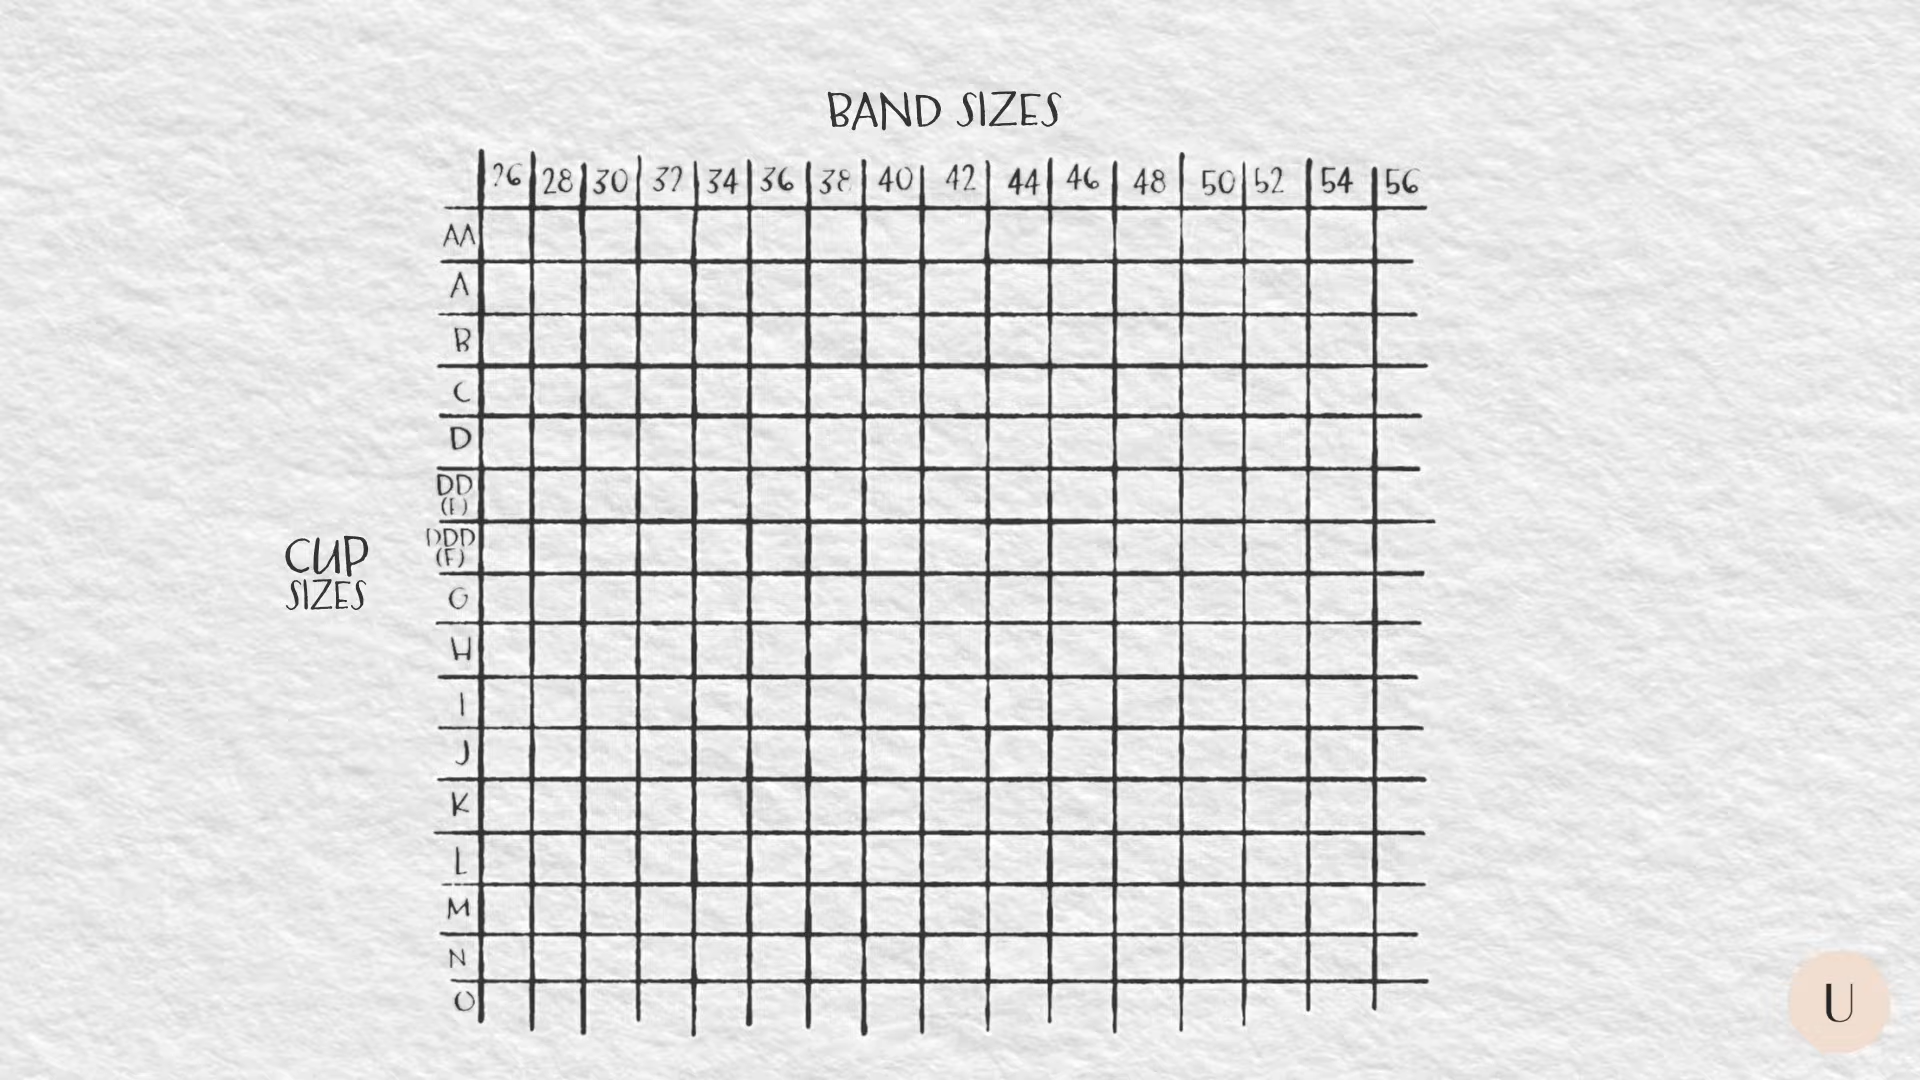 BAND SIZES
26 28 30 32 34 36 38 40 42 44 46 48 50 52 54 56
AA
A
B
C
D
DD
(E)
DDD
(F)
CUP
SIZES
G
H
I
J
K
L
M
N
O
U